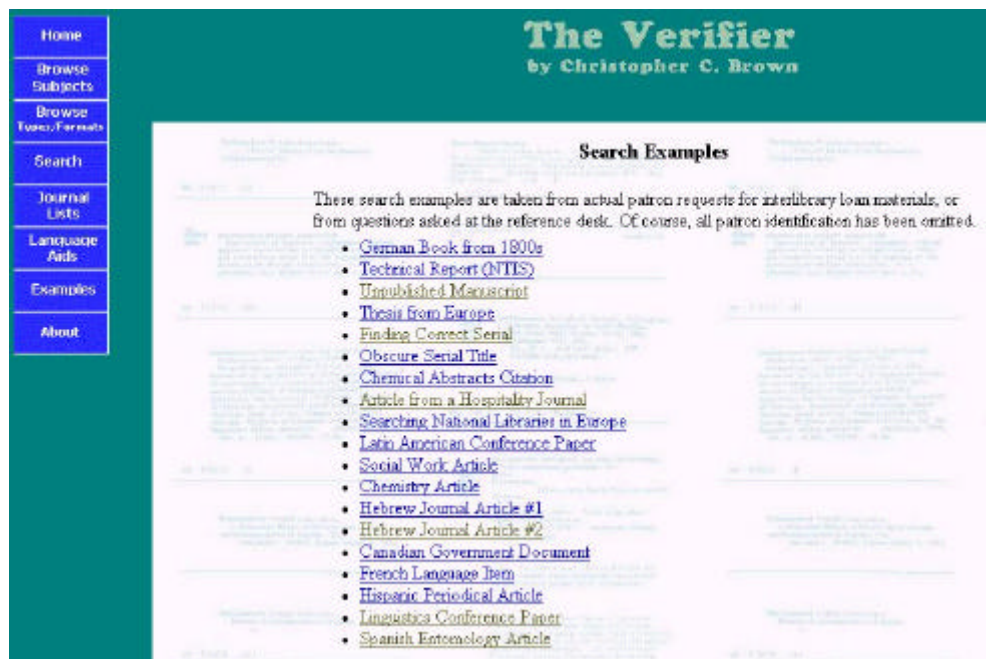 Home
Browse
Subjects
Browse
Types/Formats
Search
Journal
Lists
Language
Aids
Examples
About
The Verifier
by Christopher C. Brown
Search Examples
These search examples are taken from actual patron requests for interlibrary loan materials, or
from questions asked at the reference desk. Of course, all patron identification has been omitted.
German Book from 1800s
Technical Report (NTIS)
Unpublished Manuscript
Thesis from Europe
Finding Correct Serial
Obscure Serial Title
Chemical Abstracts Citation
Article from a Hospitality Journal
Searching National Libraries in Europe
Latin American Conference Paper
Social Work Article
Chemistry Article
Hebrew Journal Article #1
Hebrew Journal Article #2
Canadian Government Document
French Language Item
Hispanic Periodical Article
Linguistics Conference Paper
Spanish Entomology Article